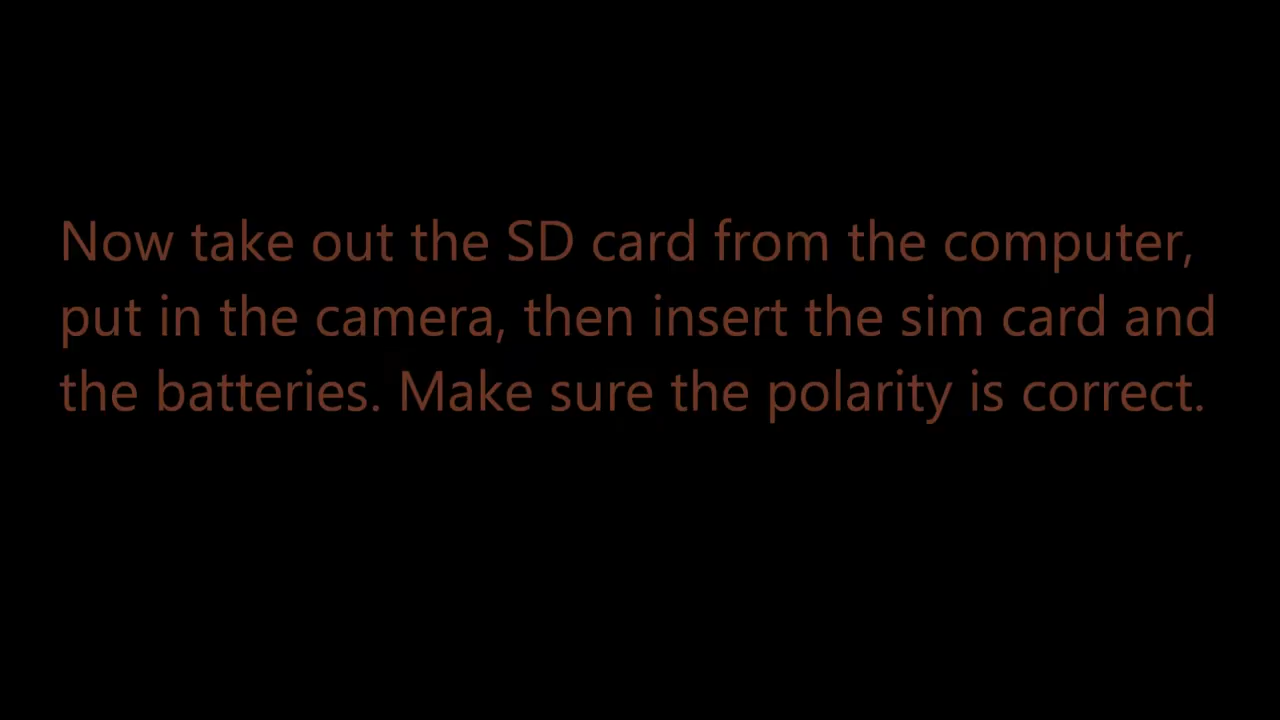 Now take out the SD card from the computer,
put in the camera, then insert the sim card and
the batteries. Make sure the polarity is correct.